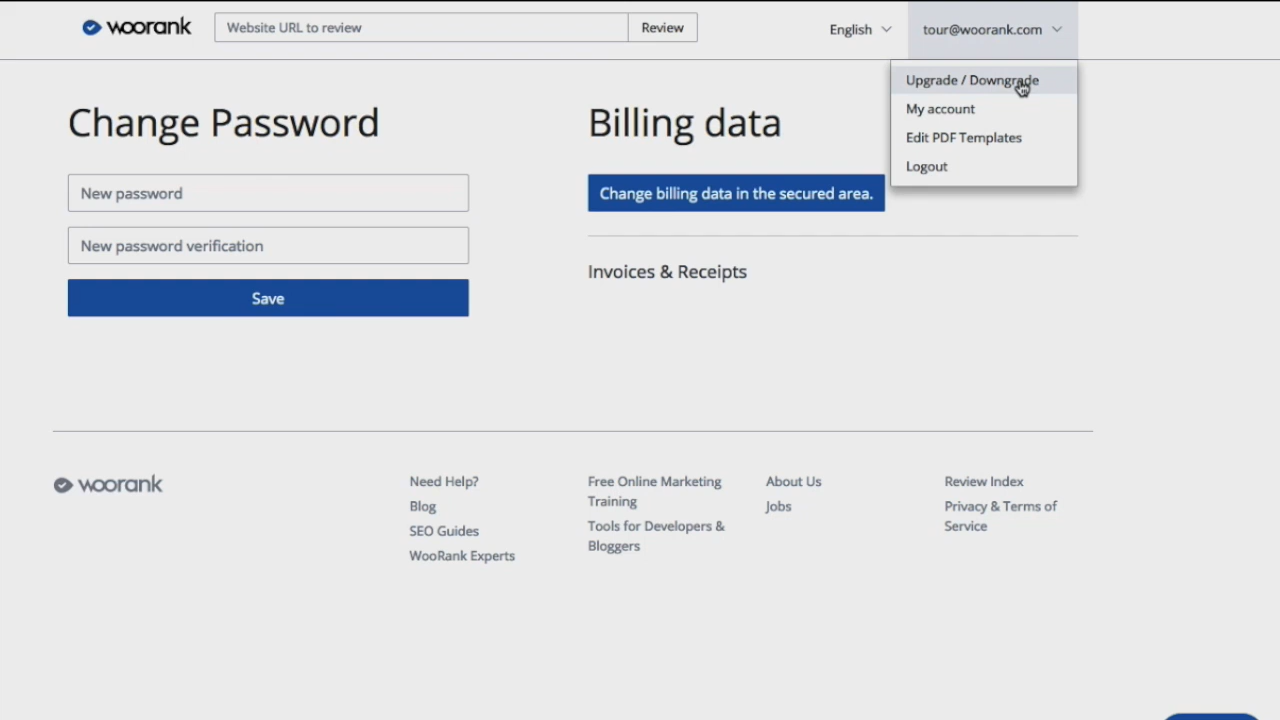 woorank
Website URL to review
Review
English
tour@woorank.com
Upgrade / Downgrade
My account
Edit PDF Templates
Logout
Change Password
New password
New password verification
Save
Billing data
Change billing data in the secured area.
Invoices & Receipts
woorank
Need Help?
Blog
SEO Guides
WooRank Experts
Free Online Marketing
Training
Tools for Developers &
Bloggers
About Us
Jobs
Review Index
Privacy & Terms of
Service